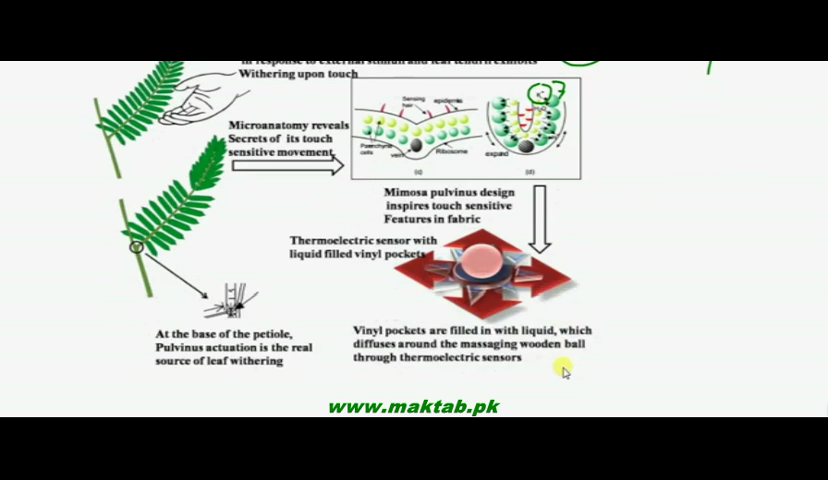 in response to external stimuli and leaf tendril exhibits
Withering upon touch
Microanatomy reveals
Secrets of its touch
sensitive movement
Sensing
hair
epidermis
Parenchyma
cells
vein
Ribosome
(c)
H₂O
expand
(d)
Mimosa pulvinus design
inspires touch sensitive
Features in fabric
Thermoelectric sensor with
liquid filled vinyl pockets
At the base of the petiole,
Pulvinus actuation is the real
source of leaf withering
Vinyl pockets are filled in with liquid, which
diffuses around the massaging wooden ball
through thermoelectric sensors
www.maktab.pk